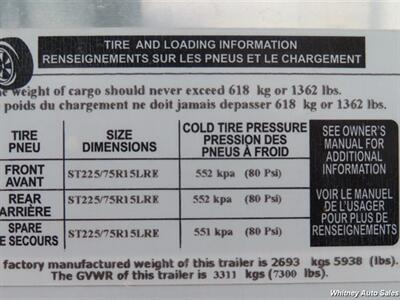 TIRE AND LOADING INFORMATION
RENSEIGNEMENTS SUR LES PNEUS ET LE CHARGEMENT
he weight of cargo should never exceed 618 kg or 1362 lbs.
poids du chargement ne doit jamais depasser 618 kg or 1362 lbs.
TIRE PNEU
SIZE DIMENSIONS
COLD TIRE PRESSURE
PRESSION DES
PNEUS À FROID
SEE OWNER'S
MANUAL FOR
ADDITIONAL
INFORMATION
VOIR LE MANUEL
DE L'USAGER
POUR PLUS DE
RENSEIGNEMENTS
FRONT
AVANT
ST225/75R15LRE
552 kpa (80 Psi)
REAR
ARRIÈRE
ST225/75R15LRE
552 kpa (80 Psi)
SPARE
E SECOURS
ST225/75R15LRE
551 kpa (80 Psi)
factory manufactured weight of this trailer is 2693 kgs 5938 (lbs).
The GVWR of this trailer is 3311 kgs (7300 lbs).
Whitney Auto Sales